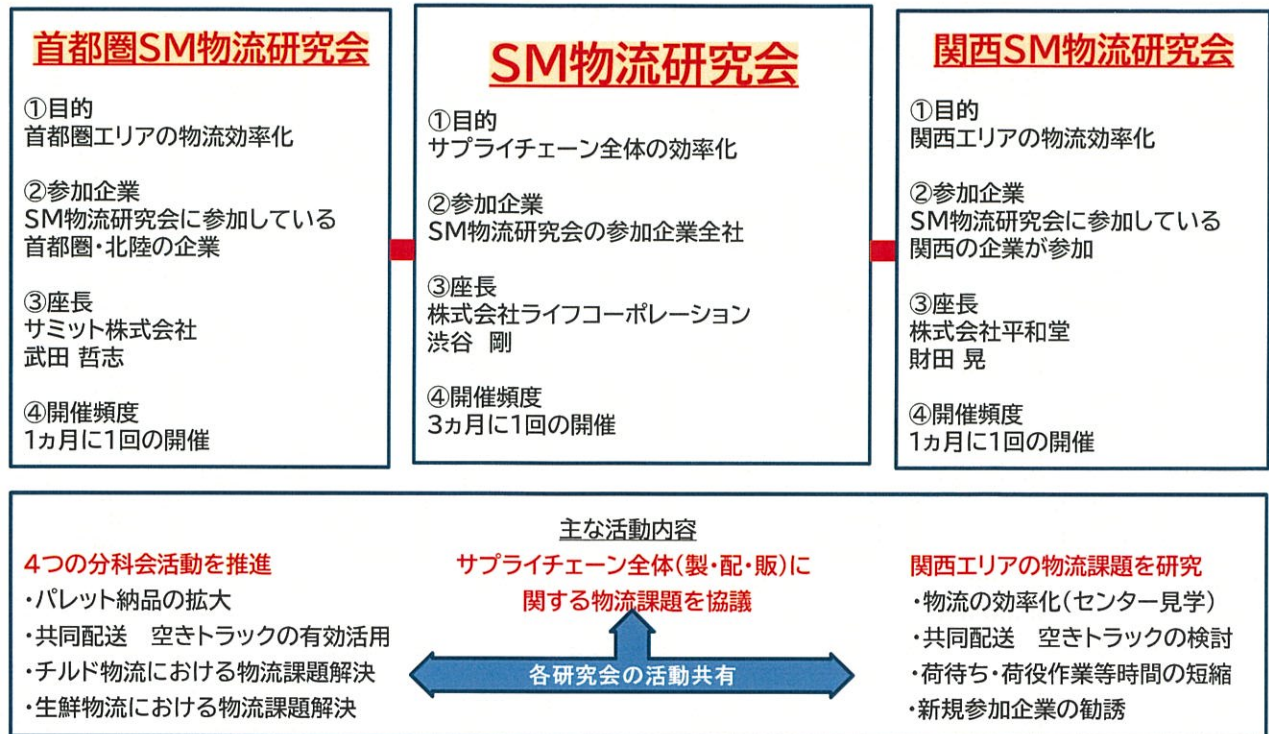 首都圏SM物流研究会
①目的
首都圏エリアの物流効率化
②参加企業
SM物流研究会に参加している
首都圏・北陸の企業
③座長
サミット株式会社
武田 哲志
④開催頻度
1ヵ月に1回の開催
SM物流研究会
①目的
サプライチェーン全体の効率化
②参加企業
SM物流研究会の参加企業全社
③座長
株式会社ライフコーポレーション
渋谷 剛
④開催頻度
3ヵ月に1回の開催
関西SM物流研究会
①目的
関西エリアの物流効率化
②参加企業
SM物流研究会に参加している
関西の企業が参加
③座長
株式会社平和堂
財田 晃
④開催頻度
1ヵ月に1回の開催
主な活動内容
4つの分科会活動を推進
・パレット納品の拡大
・共同配送 空きトラックの有効活用
・チルド物流における物流課題解決
・生鮮物流における物流課題解決
サプライチェーン全体(製・配・販)に
関する物流課題を協議
各研究会の活動共有
関西エリアの物流課題を研究
・物流の効率化(センター見学)
・共同配送 空きトラックの検討
・荷待ち・荷役作業等時間の短縮
・新規参加企業の勧誘